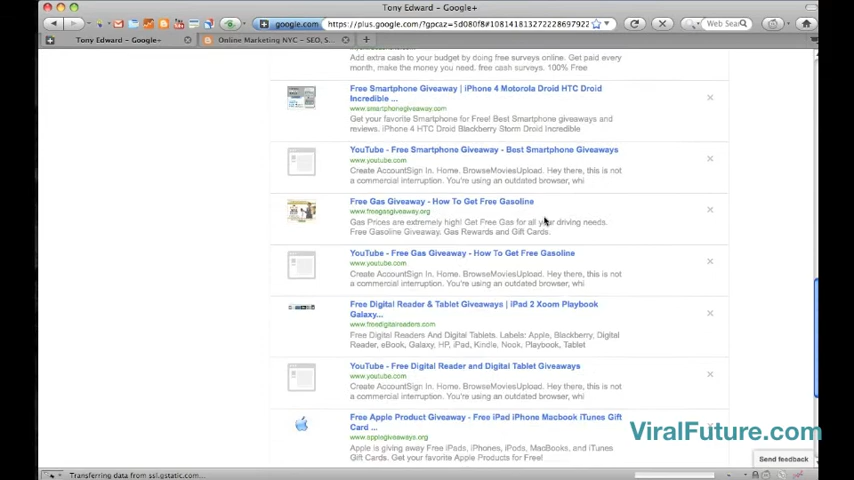 Tony Edward - Google+
google.com
https://plus.google.com/?gpcaz=5d080f8#10814181327222869792
Web Sear
Tony Edward - Google+
Online Marketing NYC - SEO, S...
Add extra cash to your budget by doing free surveys online. Get paid every
month, make the money you need. free cash surveys. 100% Free
Free Smartphone Giveaway | iPhone 4 Motorola Droid HTC Droid
Incredible ...
www.smartphonegiveaway.com
Get your favorite Smartphone for Free! Best Smartphone giveaways and
reviews. iPhone 4 HTC Droid Blackberry Storm Droid Incredible
YouTube - Free Smartphone Giveaway - Best Smartphone Giveaways
www.youtube.com
Create AccountSign In. Home. BrowseMoviesUpload. Hey there, this is not
a commercial interruption. You're using an outdated browser, whi
Free Gas Giveaway - How To Get Free Gasoline
www.freegasgiveaway.org
Gas Prices are extremely high! Get Free Gas for all your driving needs.
Free Gasoline Giveaway, Gas Rewards and Gift Cards.
YouTube - Free Gas Giveaway - How To Get Free Gasoline
www.youtube.com
Create AccountSign In. Home. BrowseMoviesUpload. Hey there, this is not
a commercial interruption. You're using an outdated browser, whi
Free Digital Reader & Tablet Giveaways | iPad 2 Xoom Playbook
Galaxy...
www.freedigitalreaders.com
Free Digital Readers And Digital Tablets. Labels: Apple, Blackberry, Digital
Reader, eBook, Galaxy, HP, iPad, Kindle, Nook, Playbook, Tablet
YouTube - Free Digital Reader and Digital Tablet Giveaways
www.youtube.com
Create AccountSign In. Home. BrowseMoviesUpload. Hey there, this is not
a commercial interruption. You're using an outdated browser, whi
Free Apple Product Giveaway - Free iPad iPhone Macbook iTunes Gift
Card ...
www.applegiveaways.org
Apple is giving away Free iPads, iPhones, iPods, MacBooks, and iTunes
Gift Cards. Get your favorite Apple Products for Free!
ViralFuture.com
Send feedback
Transferring data from ssl.gstatic.com...